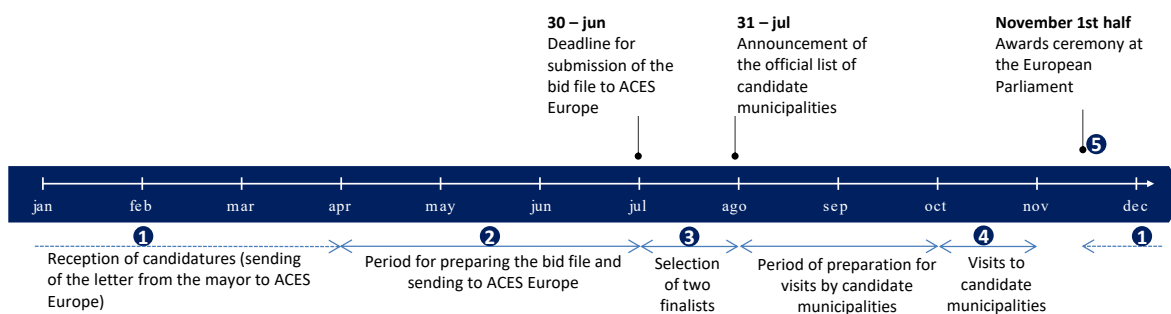 30 – jun
Deadline for
submission of the
bid file to ACES
Europe
31 – jul
Announcement of
the official list of
candidate
municipalities
November 1st half
Awards ceremony at
the European
Parliament
5
jan feb mar apr may jun jul ago sep oct nov dec
1 2 3 4 1
Reception of candidatures (sending
of the letter from the mayor to ACES
Europe)
Period for preparing the bid file and
sending to ACES Europe
Selection
of two
finalists
Period of preparation for
visits by candidate
municipalities
Visits to
candidate
municipalities